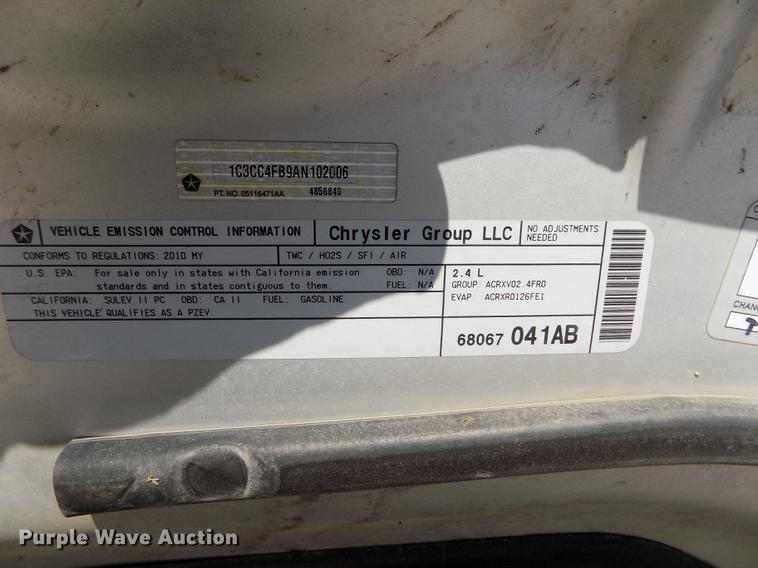 1C3CC4FB9AN102006
PT. NO. 05116471AA 4856840
VEHICLE EMISSION CONTROL INFORMATION Chrysler Group LLC NO ADJUSTMENTS NEEDED
CONFORMS TO REGULATIONS: 2010 MY TWC / HO2S / SFI / AIR
U.S. EPA: For sale only in states with California emission standards and in states contiguous to them. OBD: N/A FUEL: N/A
2.4 L
GROUP: ACRXV02.4FR0
EVAP: ACRXR0126FE1
CALIFORNIA: SULEV II PC OBD: CA II FUEL: GASOLINE
THIS VEHICLE QUALIFIES AS A PZEV.
68067 041AB
CHAN
Purple Wave Auction